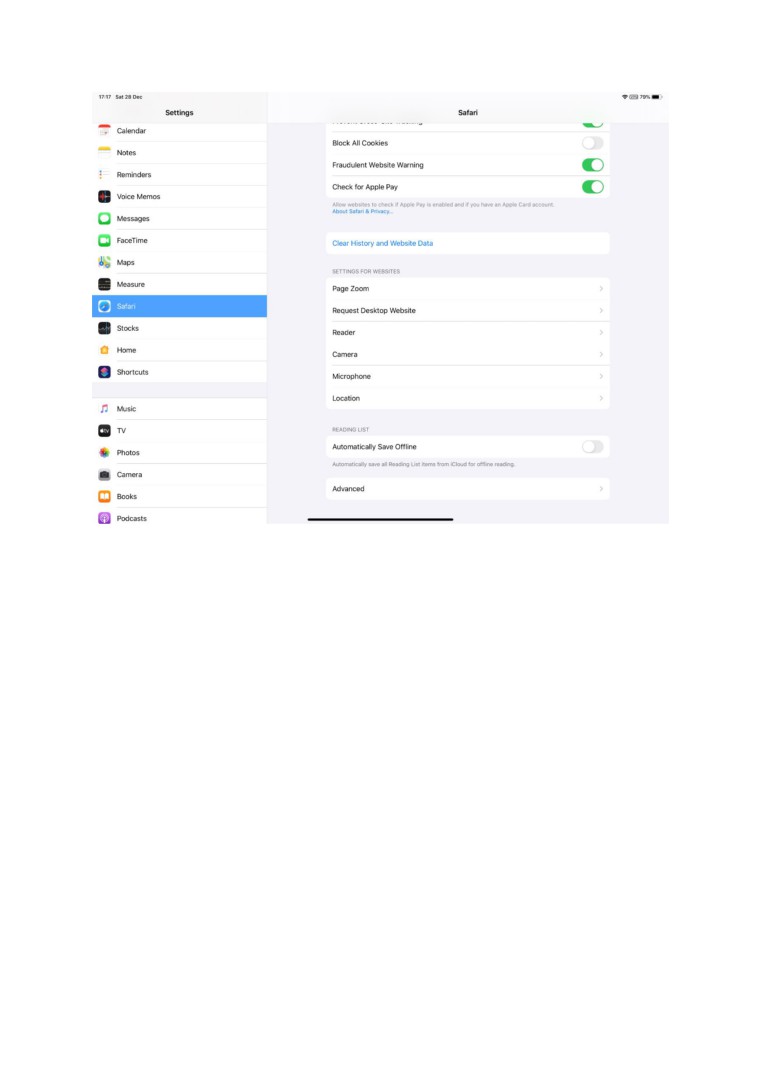 17:17 Sat 28 Dec
79%
Settings
Calendar
Notes
Reminders
Voice Memos
Messages
FaceTime
Maps
Measure
Safari
Stocks
Home
Shortcuts
Music
TV
Photos
Camera
Books
Podcasts
Safari
Block All Cookies
Fraudulent Website Warning
Check for Apple Pay
Allow websites to check if Apple Pay is enabled and if you have an Apple Card account.
About Safari & Privacy...
Clear History and Website Data
SETTINGS FOR WEBSITES
Page Zoom
Request Desktop Website
Reader
Camera
Microphone
Location
READING LIST
Automatically Save Offline
Automatically save all Reading List items from iCloud for offline reading.
Advanced